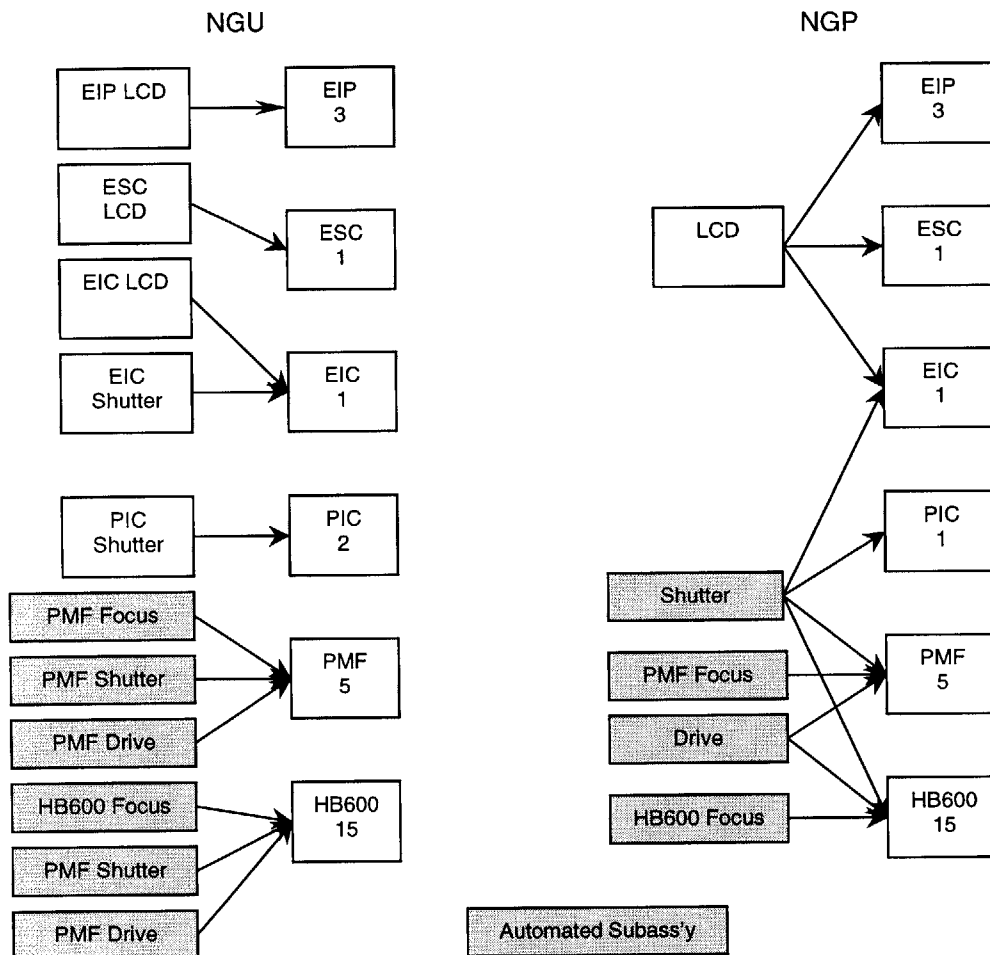 NGU
EIP LCD
EIP
3
ESC
LCD
ESC
1
EIC LCD
EIC
Shutter
EIC
1
PIC
Shutter
PIC
2
PMF Focus
PMF Shutter
PMF Drive
PMF
5
HB600 Focus
PMF Shutter
PMF Drive
HB600
15
NGP
LCD
EIP
3
ESC
1
EIC
1
Shutter
PIC
1
PMF Focus
PMF
5
Drive
HB600 Focus
HB600
15
Automated Subass'y